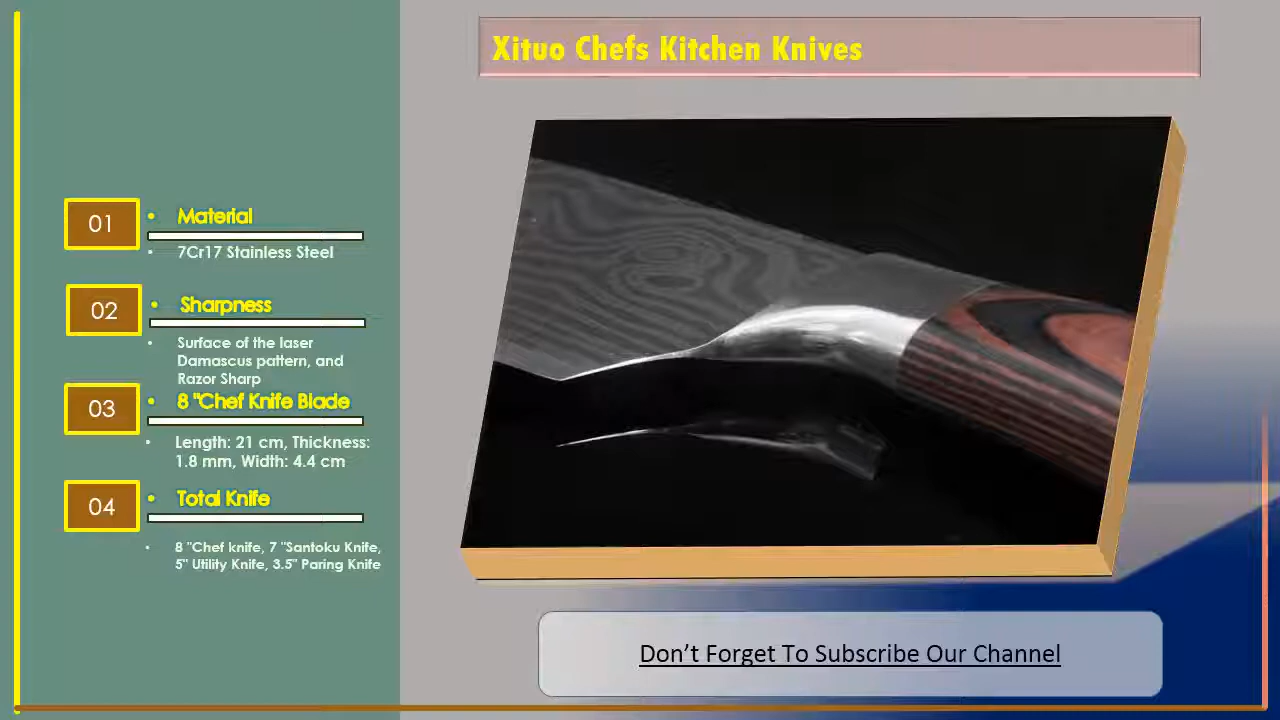 Xituo Chefs Kitchen Knives
01
• Material
• 7Cr17 Stainless Steel
02
• Sharpness
• Surface of the laser
Damascus pattern, and
Razor Sharp
03
• 8 "Chef Knife Blade
• Length: 21 cm, Thickness:
1.8 mm, Width: 4.4 cm
04
• Total Knife
• 8 "Chef knife, 7 "Santoku Knife,
5" Utility Knife, 3.5" Paring Knife
Don’t Forget To Subscribe Our Channel